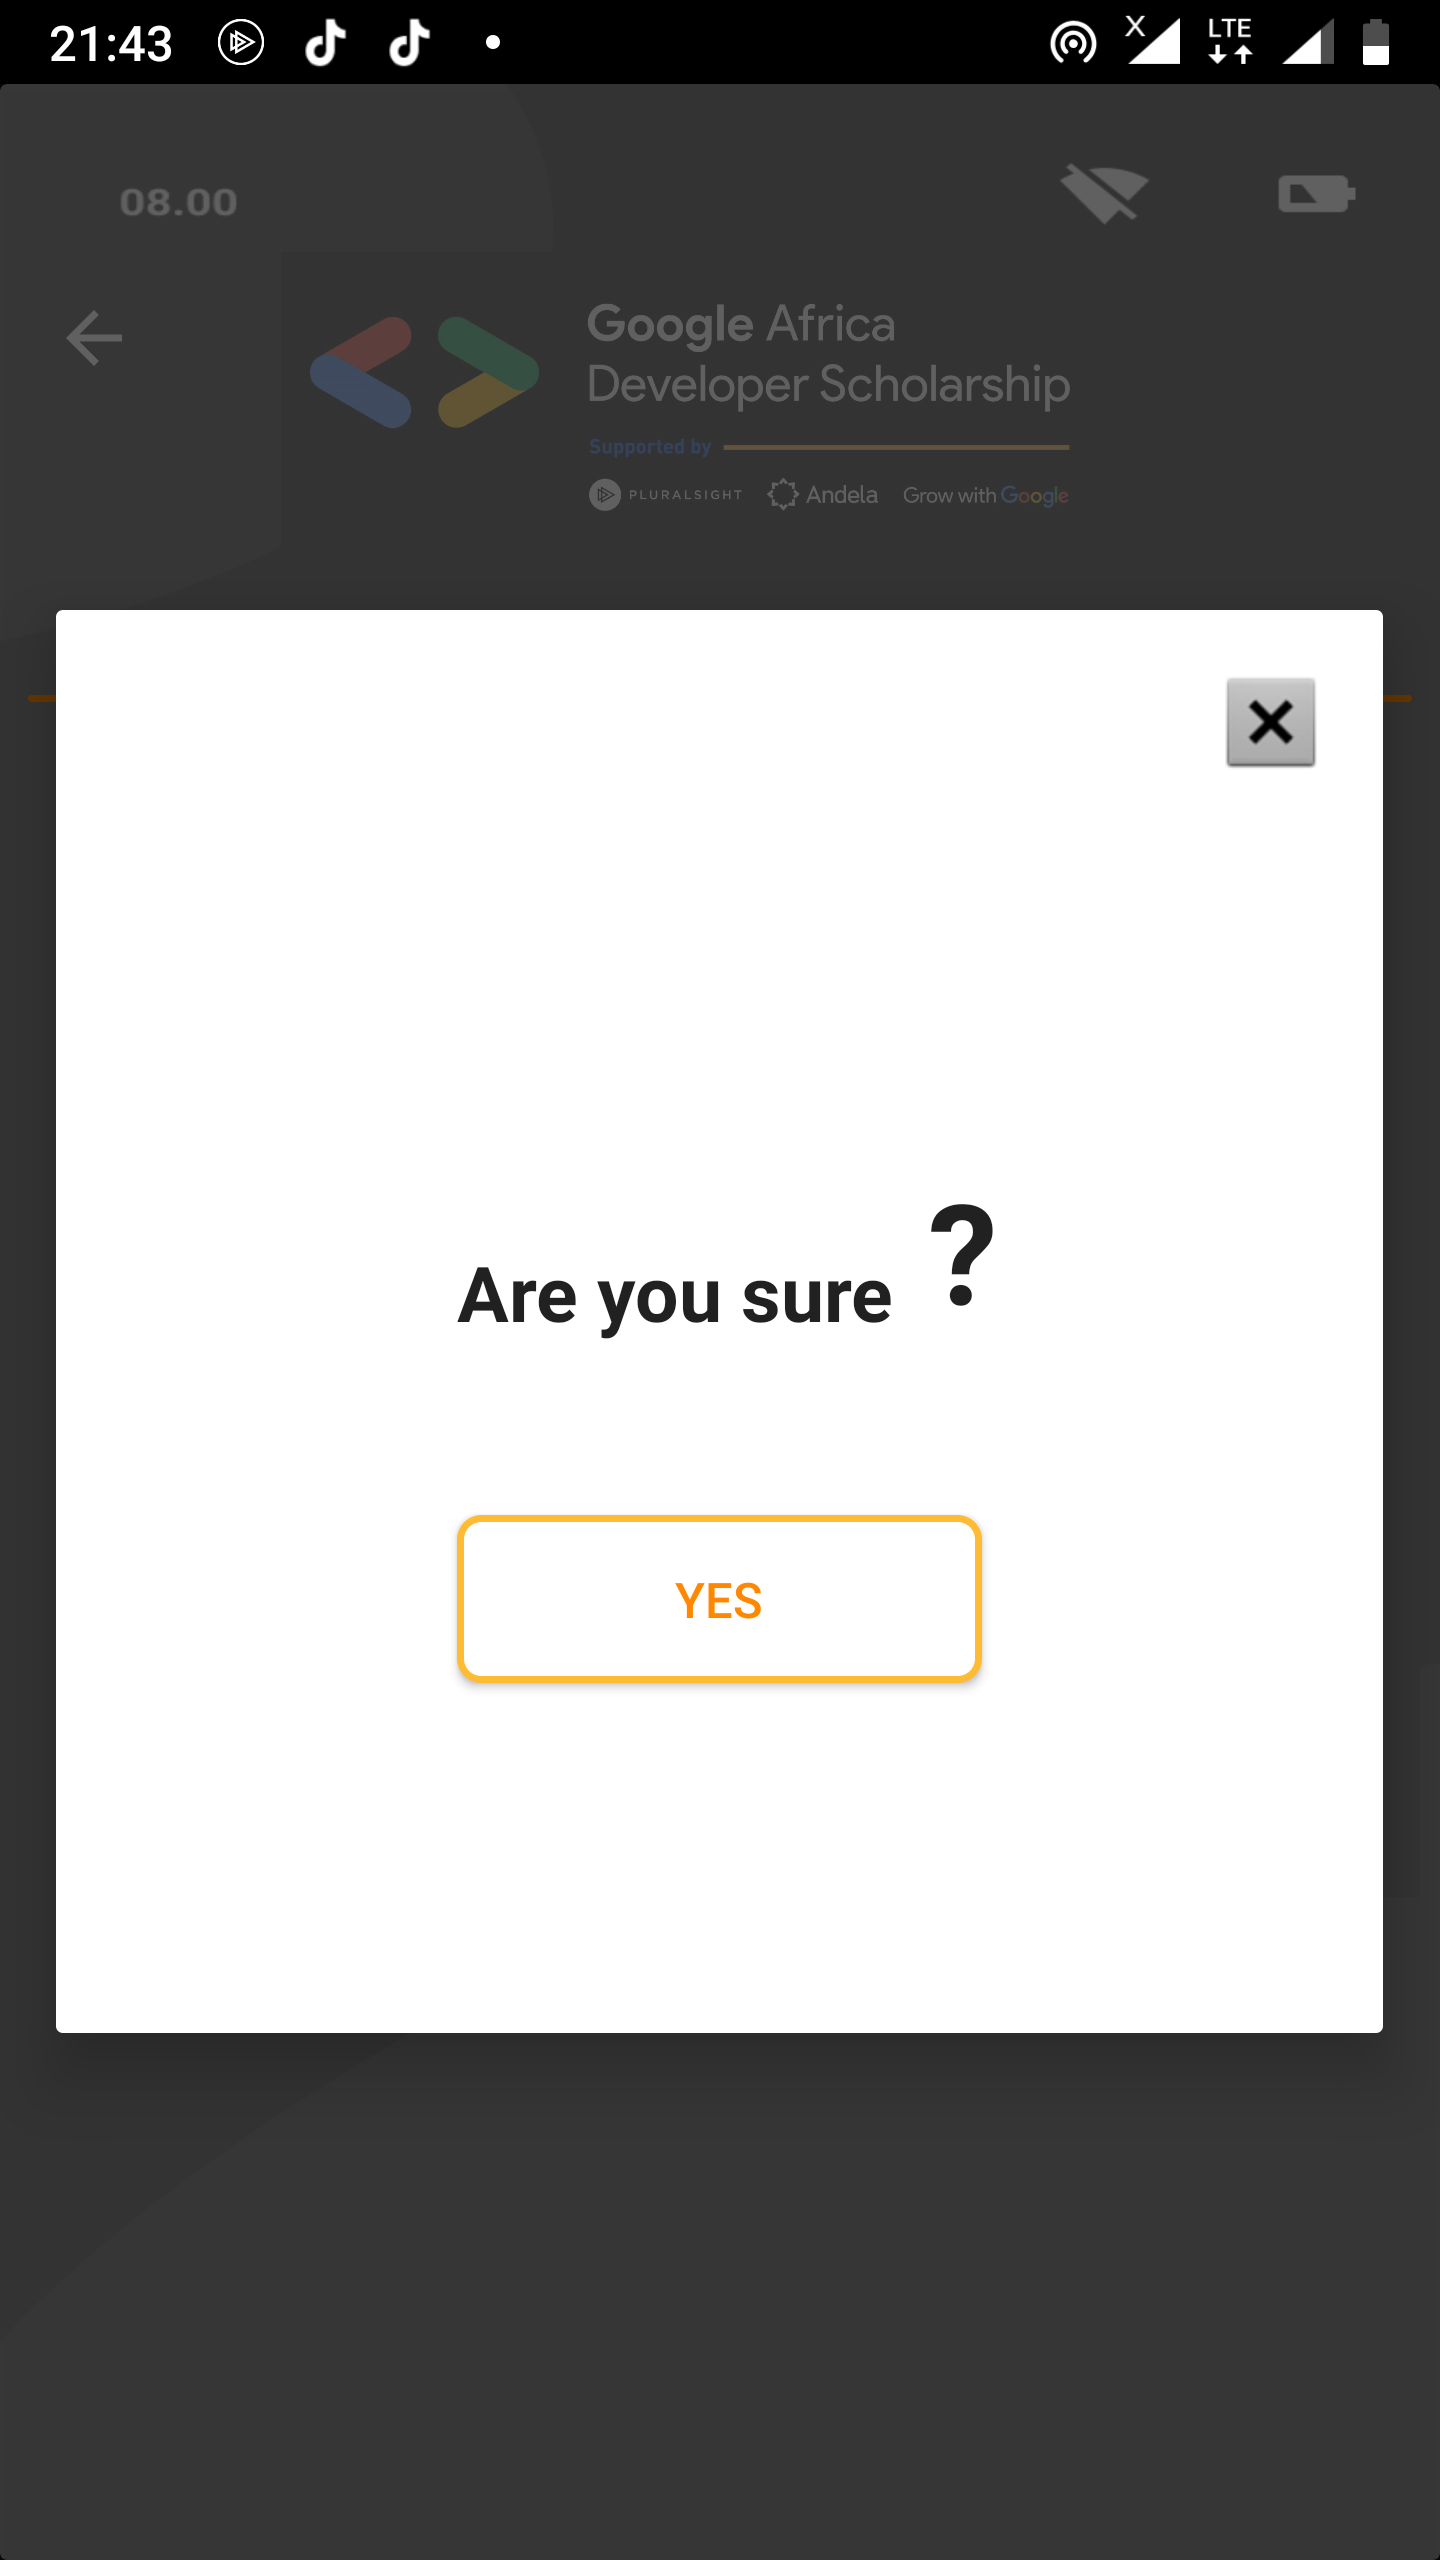 21:43
X
LTE
08.00
Google Africa
Developer Scholarship
Supported by
PLURALSIGHT Andela Grow with Google
Are you sure ?
YES